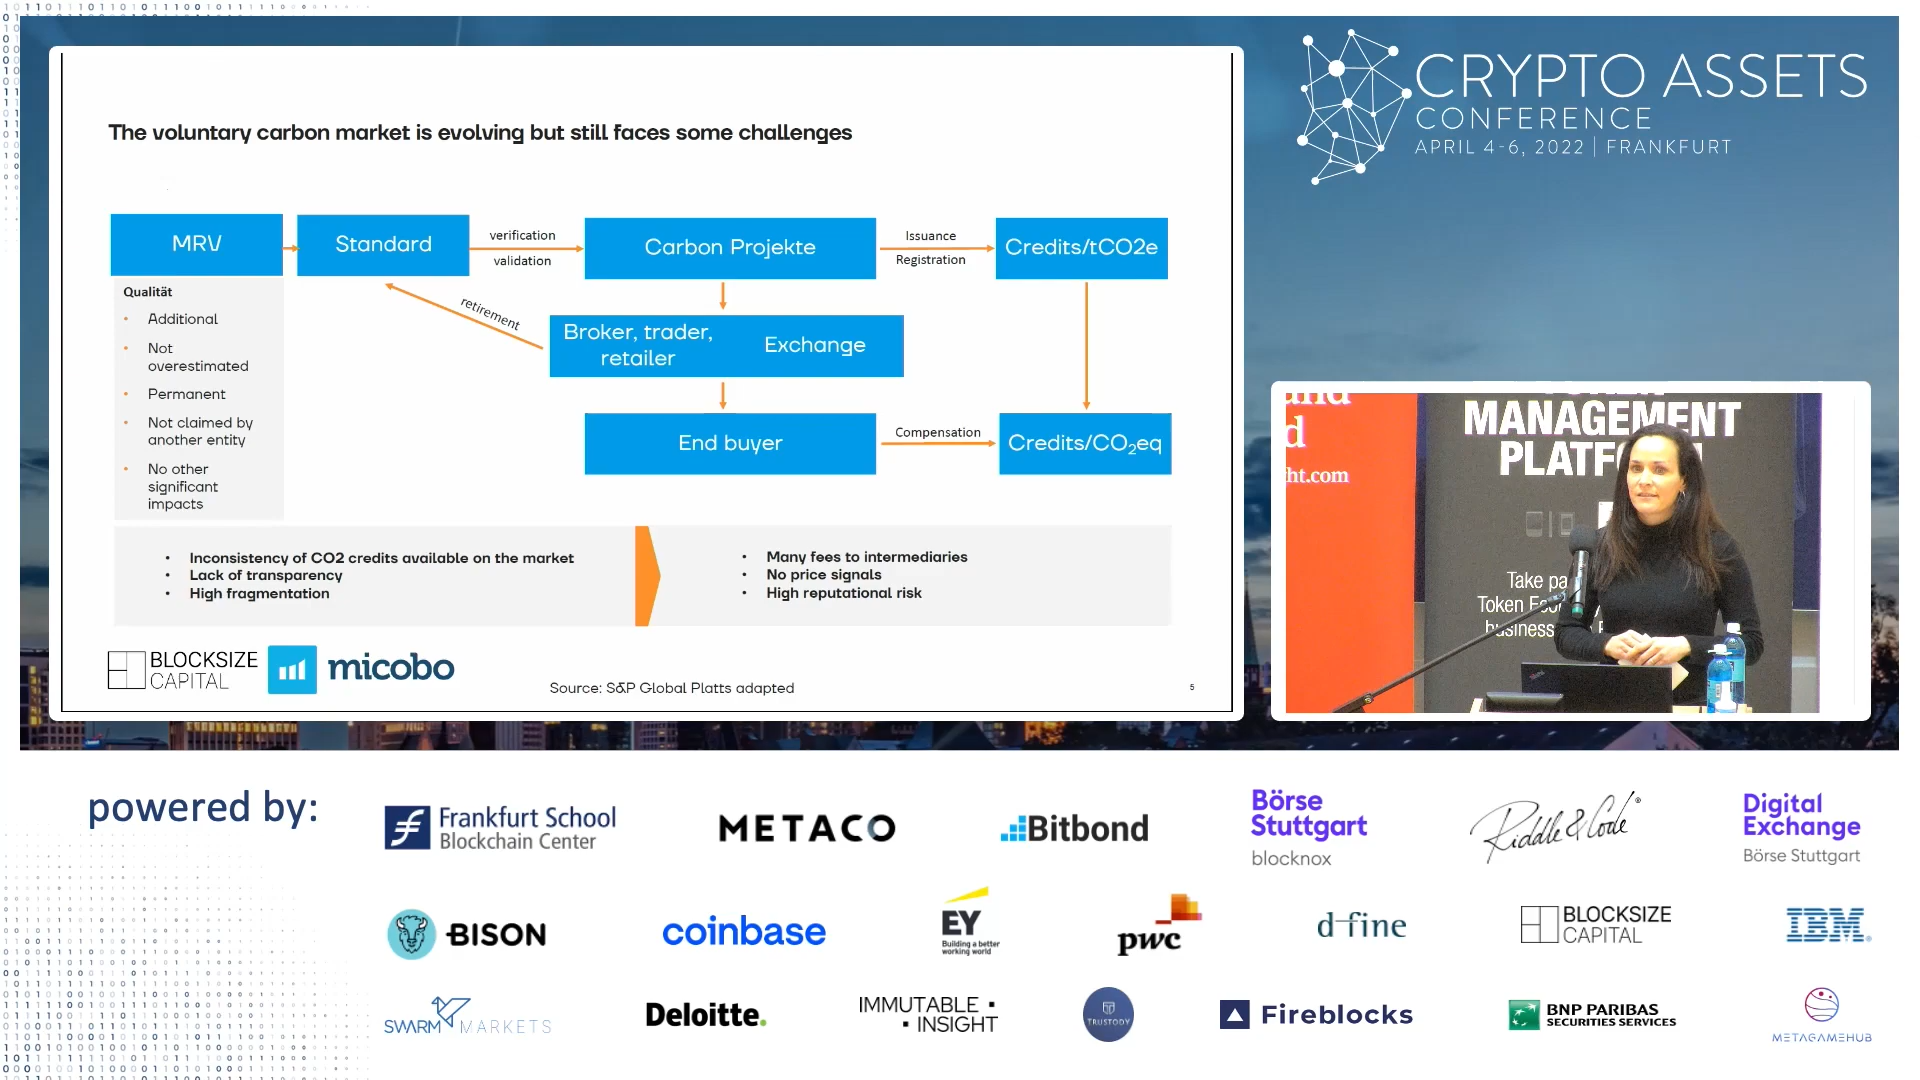 CRYPTO ASSETS
CONFERENCE
APRIL 4-6, 2022 | FRANKFURT
The voluntary carbon market is evolving but still faces some challenges
MRV
Standard
verification
validation
Carbon Projekte
Issuance
Registration
Credits/tCO2e
Qualität
• Additional
• Not
overestimated
• Permanent
• Not claimed by
another entity
• No other
significant
impacts
retirement
Broker, trader,
retailer
Exchange
End buyer
Compensation
Credits/CO₂eq
• Inconsistency of CO2 credits available on the market
• Lack of transparency
• High fragmentation
• Many fees to intermediaries
• No price signals
• High reputational risk
BLOCKSIZE
CAPITAL
micobo
Source: S&P Global Platts adapted
5
d
ht.com
MANAGEMENT
PLATF
Take pa
Token Eco
business
powered by:
Frankfurt School
Blockchain Center
METACO
Bitbond
Börse
Stuttgart
blocknox
Riddle & Code
Digital
Exchange
Börse Stuttgart
BISON
coinbase
EY
Building a better
working world
pwc
d-fine
BLOCKSIZE
CAPITAL
IBM
SWARM MARKETS
Deloitte.
IMMUTABLE
INSIGHT
TRUSTODY
Fireblocks
BNP PARIBAS
SECURITIES SERVICES
METAGAMEHUB